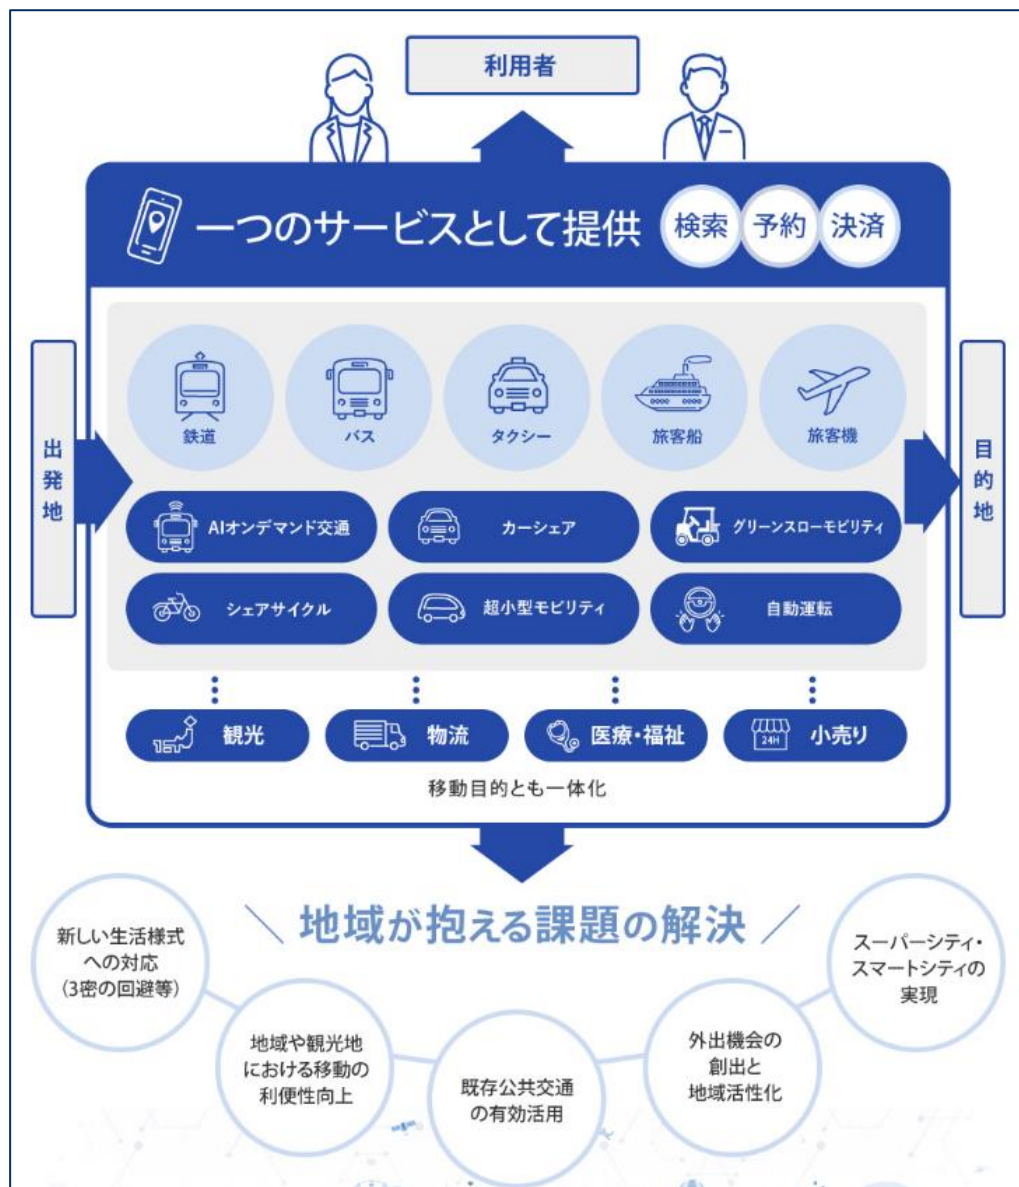 利用者
一つのサービスとして提供
検索
予約
決済
出発地
鉄道
バス
タクシー
旅客船
旅客機
目的地
AIオンデマンド交通
カーシェア
グリーンスローモビリティ
シェアサイクル
超小型モビリティ
自動運転
観光
物流
24H
医療・福祉
小売り
移動目的とも一体化
地域が抱える課題の解決
新しい生活様式
への対応
(3密の回避等)
地域や観光地
における移動の
利便性向上
既存公共交通
の有効活用
外出機会の
創出と
地域活性化
スーパーシティ・
スマートシティの
実現